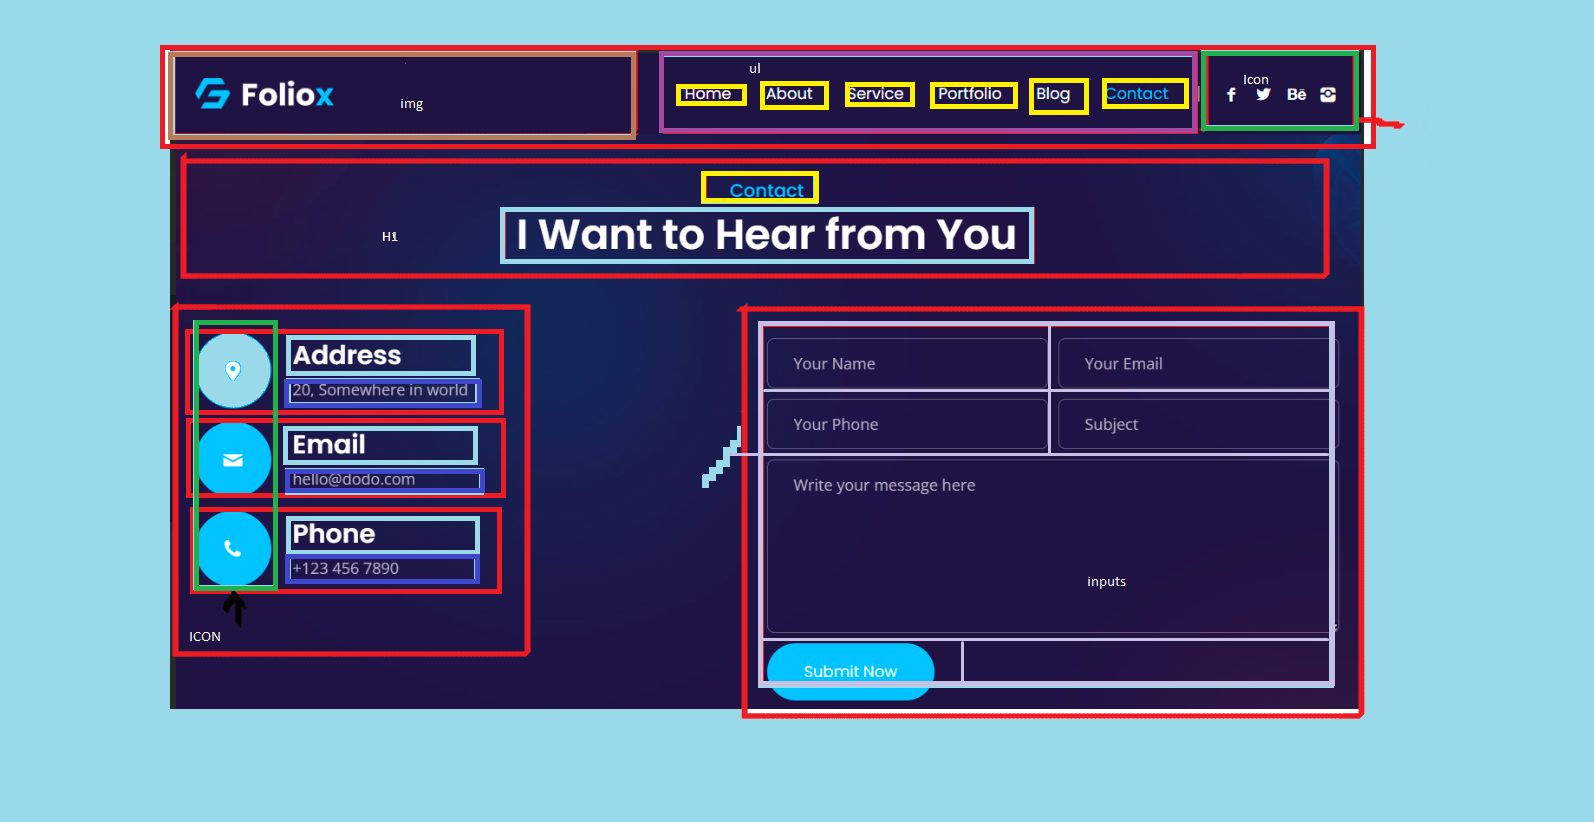 ul
Icon
Foliox
img
Home About Service Portfolio Blog Contact
Bē
Contact
H1
I Want to Hear from You
Address
20, Somewhere in world
Email
hello@dodo.com
Phone
+123 456 7890
ICON
Your Name
Your Email
Your Phone
Subject
Write your message here
inputs
Submit Now